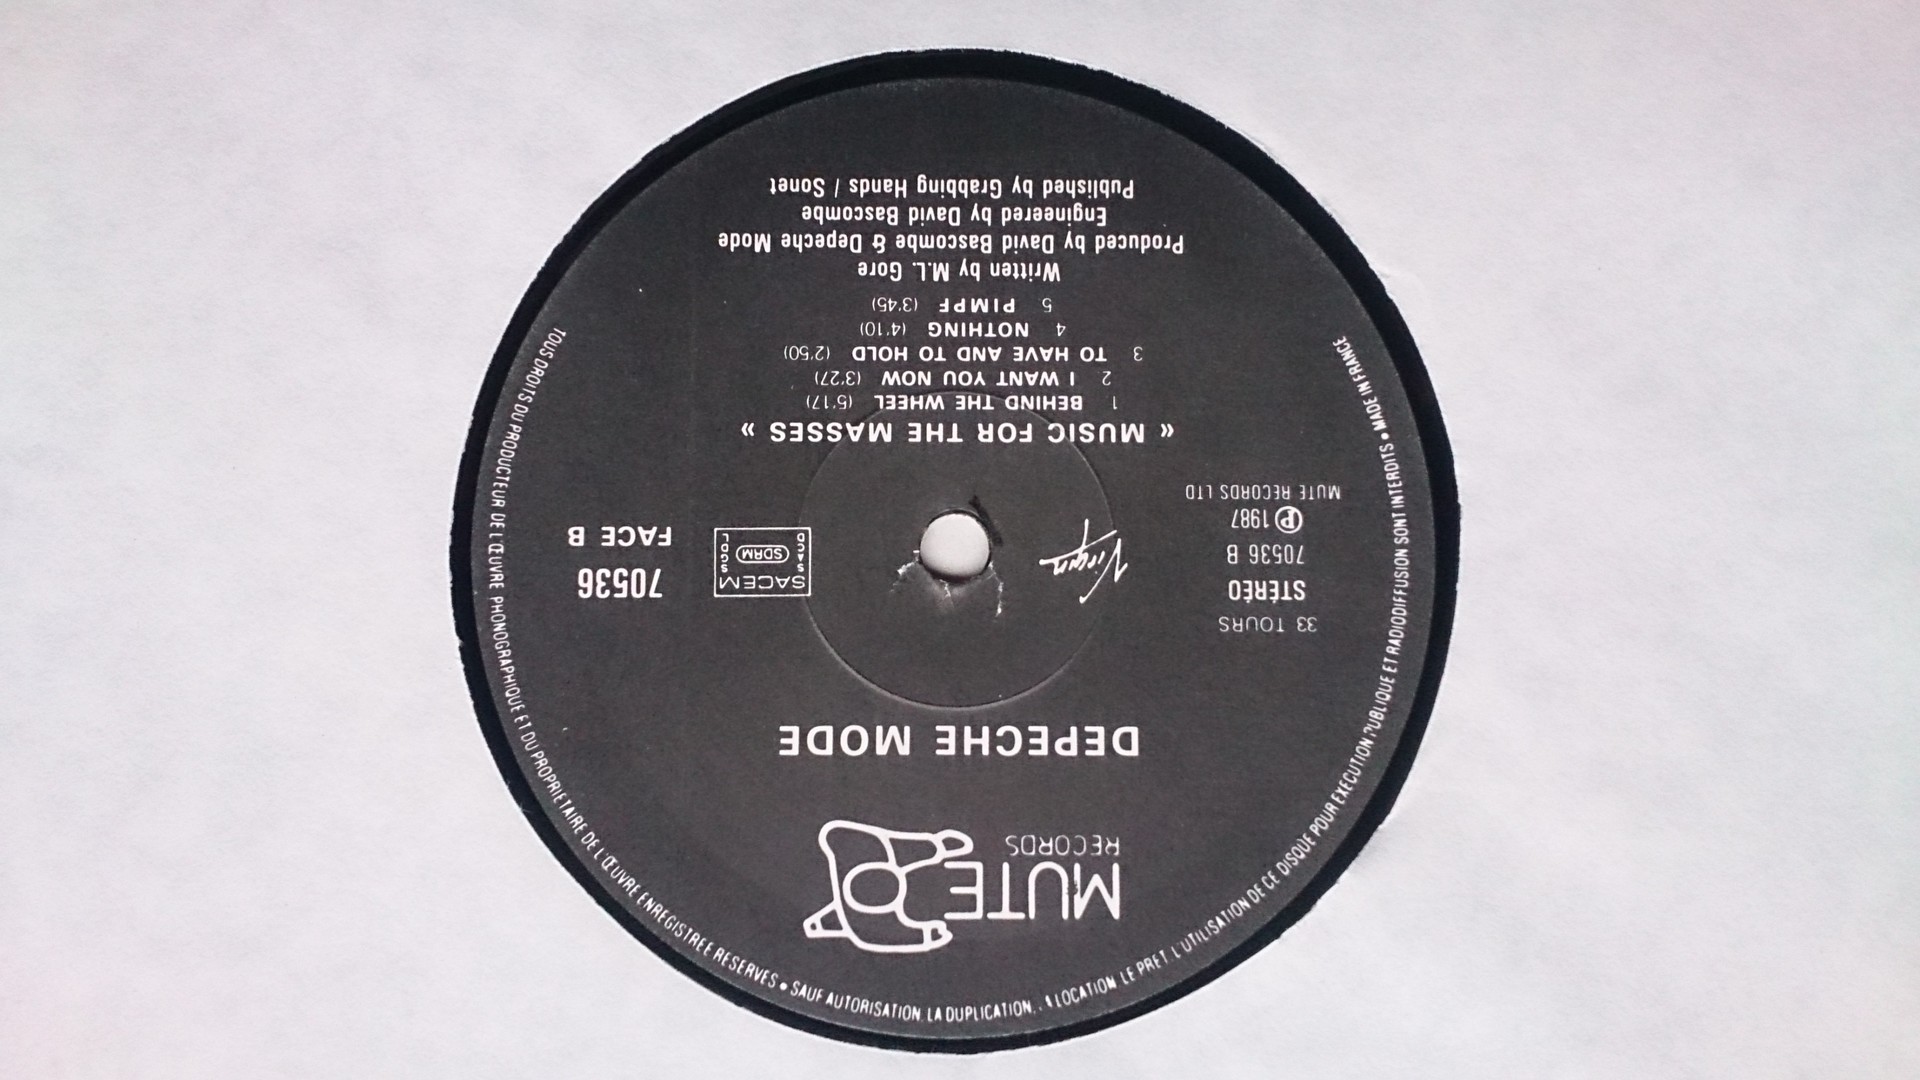 MUTE
RECORDS
DEPECHE MODE
33 TOURS
STÉRÉO
70536 B
Ⓟ 1987
MUTE RECORDS LTD
Virgin
SACEM
SACD
SDRM
SGDL
70536
FACE B
« MUSIC FOR THE MASSES »
1 BEHIND THE WHEEL (5'17)
2 I WANT YOU NOW (3'27)
3 TO HAVE AND TO HOLD (2'50)
4 NOTHING (4'10)
5 PIMPF (3'45)
Written by M.L. Gore
Produced by David Bascombe & Depeche Mode
Engineered by David Bascombe
Published by Grabbing Hands / Sonet
TOUS DROITS DU PRODUCTEUR DE L'ŒUVRE PHONOGRAPHIQUE ET DU PROPRIETAIRE DE L'ŒUVRE ENREGISTREE RESERVES • SAUF AUTORISATION. LA DUPLICATION. LOCATION. LE PRET. L'UTILISATION DE CE DISQUE POUR EXECUTION PUBLIQUE ET RADIODIFFUSION SONT INTERDITS • MADE IN FRANCE